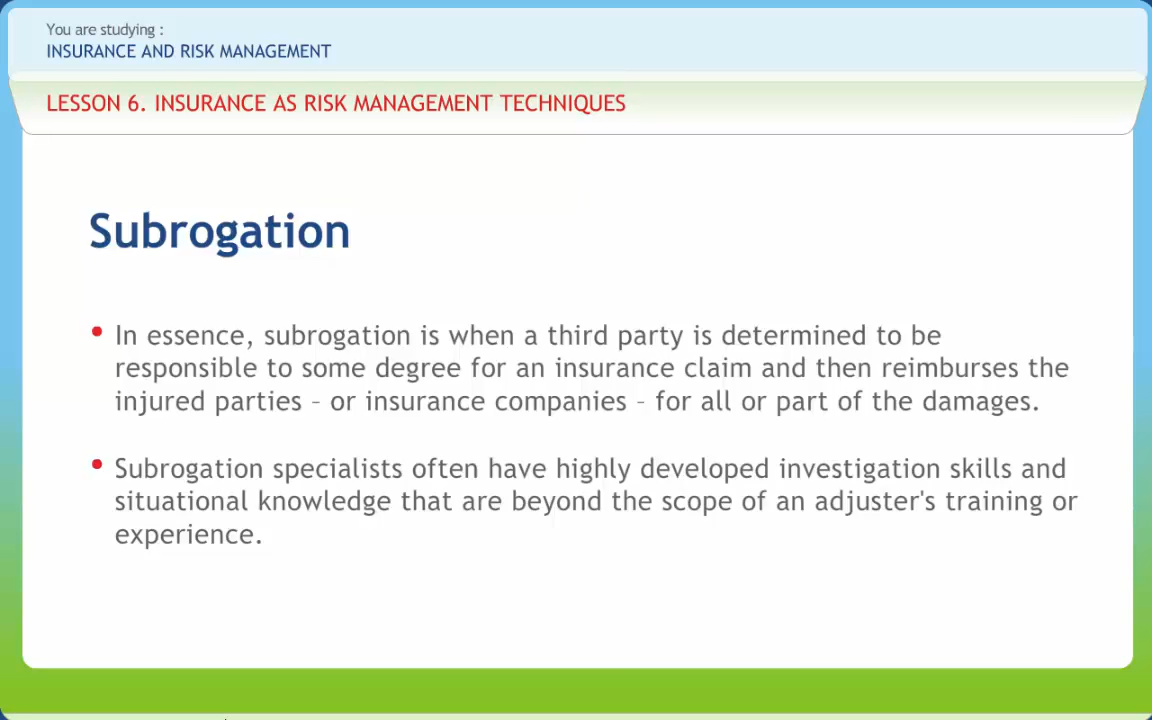 You are studying :
INSURANCE AND RISK MANAGEMENT
LESSON 6. INSURANCE AS RISK MANAGEMENT TECHNIQUES
Subrogation
• In essence, subrogation is when a third party is determined to be
responsible to some degree for an insurance claim and then reimburses the
injured parties – or insurance companies – for all or part of the damages.
• Subrogation specialists often have highly developed investigation skills and
situational knowledge that are beyond the scope of an adjuster's training or
experience.